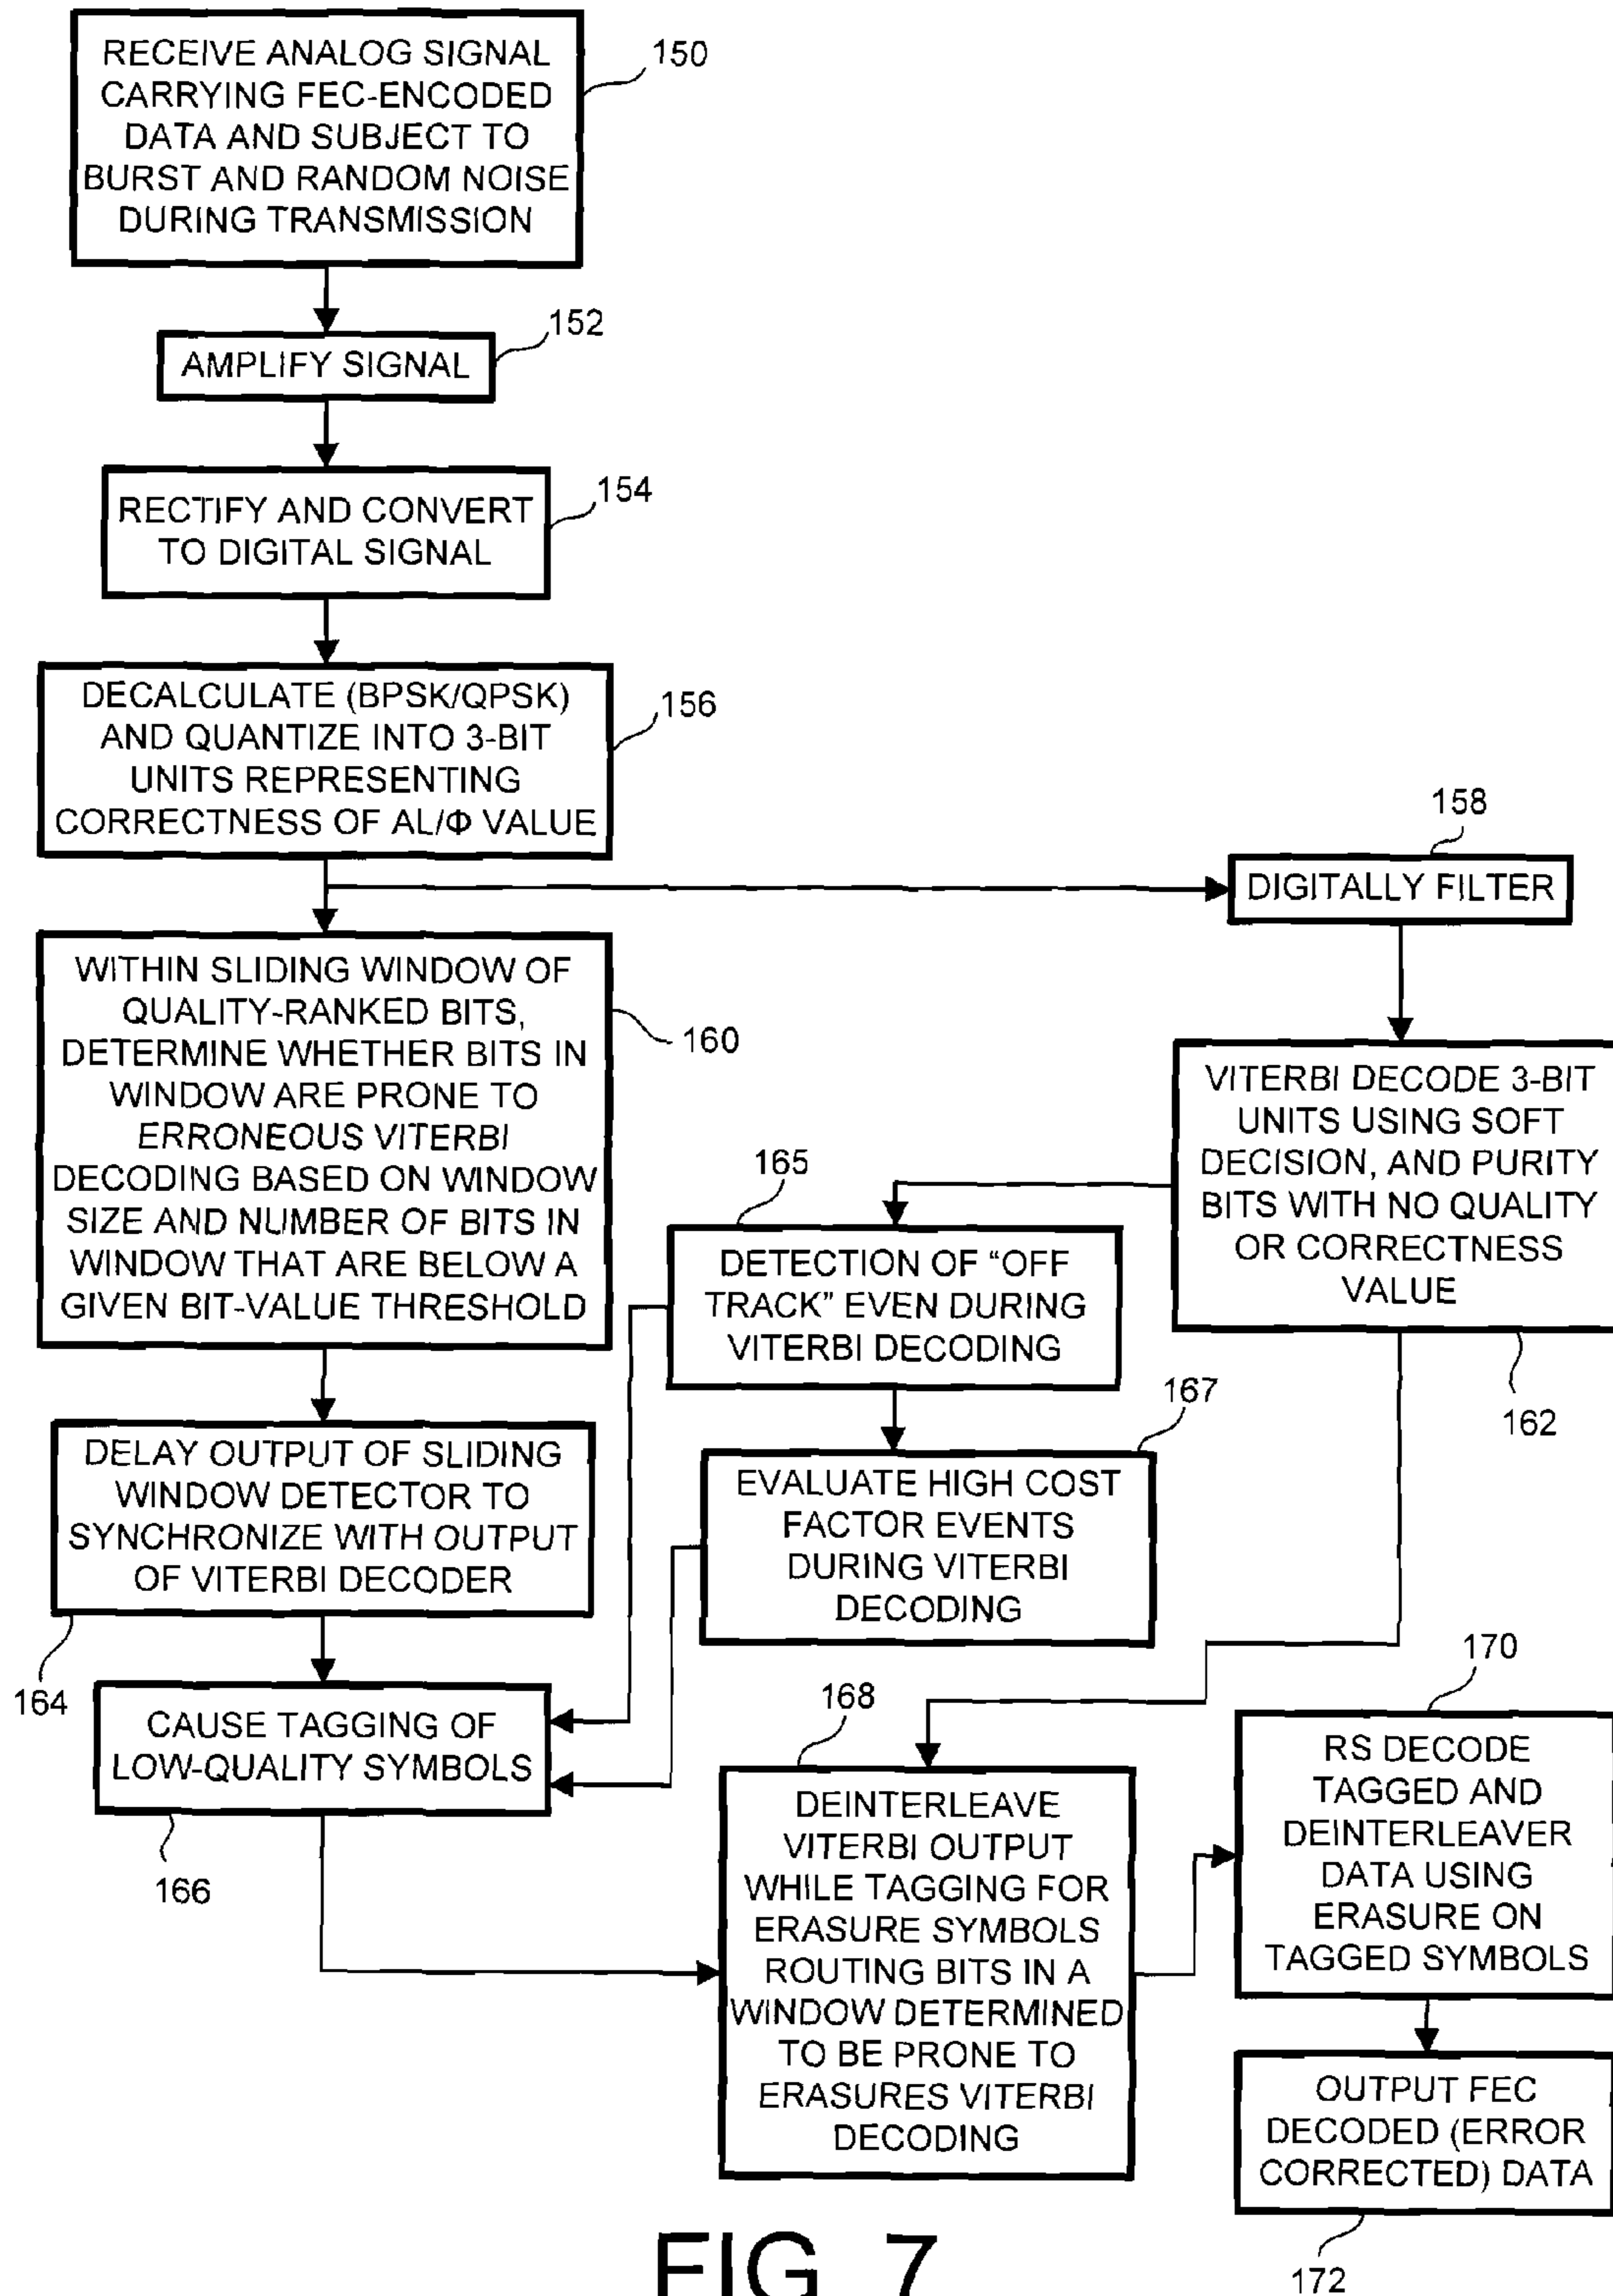 RECEIVE ANALOG SIGNAL
CARRYING FEC-ENCODED
DATA AND SUBJECT TO
BURST AND RANDOM NOISE
DURING TRANSMISSION
150
AMPLIFY SIGNAL
152
RECTIFY AND CONVERT
TO DIGITAL SIGNAL
154
DECALCULATE (BPSK/QPSK)
AND QUANTIZE INTO 3-BIT
UNITS REPRESENTING
CORRECTNESS OF AL/Φ VALUE
156
158
DIGITALLY FILTER
WITHIN SLIDING WINDOW OF
QUALITY-RANKED BITS,
DETERMINE WHETHER BITS IN
WINDOW ARE PRONE TO
ERRONEOUS VITERBI
DECODING BASED ON WINDOW
SIZE AND NUMBER OF BITS IN
WINDOW THAT ARE BELOW A
GIVEN BIT-VALUE THRESHOLD
160
VITERBI DECODE 3-BIT
UNITS USING SOFT
DECISION, AND PURITY
BITS WITH NO QUALITY
OR CORRECTNESS
VALUE
162
165
DETECTION OF "OFF
TRACK" EVEN DURING
VITERBI DECODING
167
EVALUATE HIGH COST
FACTOR EVENTS
DURING VITERBI
DECODING
DELAY OUTPUT OF SLIDING
WINDOW DETECTOR TO
SYNCHRONIZE WITH OUTPUT
OF VITERBI DECODER
164
CAUSE TAGGING OF
LOW-QUALITY SYMBOLS
166
168
DEINTERLEAVE
VITERBI OUTPUT
WHILE TAGGING FOR
ERASURE SYMBOLS
ROUTING BITS IN A
WINDOW DETERMINED
TO BE PRONE TO
ERASURES VITERBI
DECODING
170
RS DECODE
TAGGED AND
DEINTERLEAVER
DATA USING
ERASURE ON
TAGGED SYMBOLS
OUTPUT FEC
DECODED (ERROR
CORRECTED) DATA
172
FIG. 7